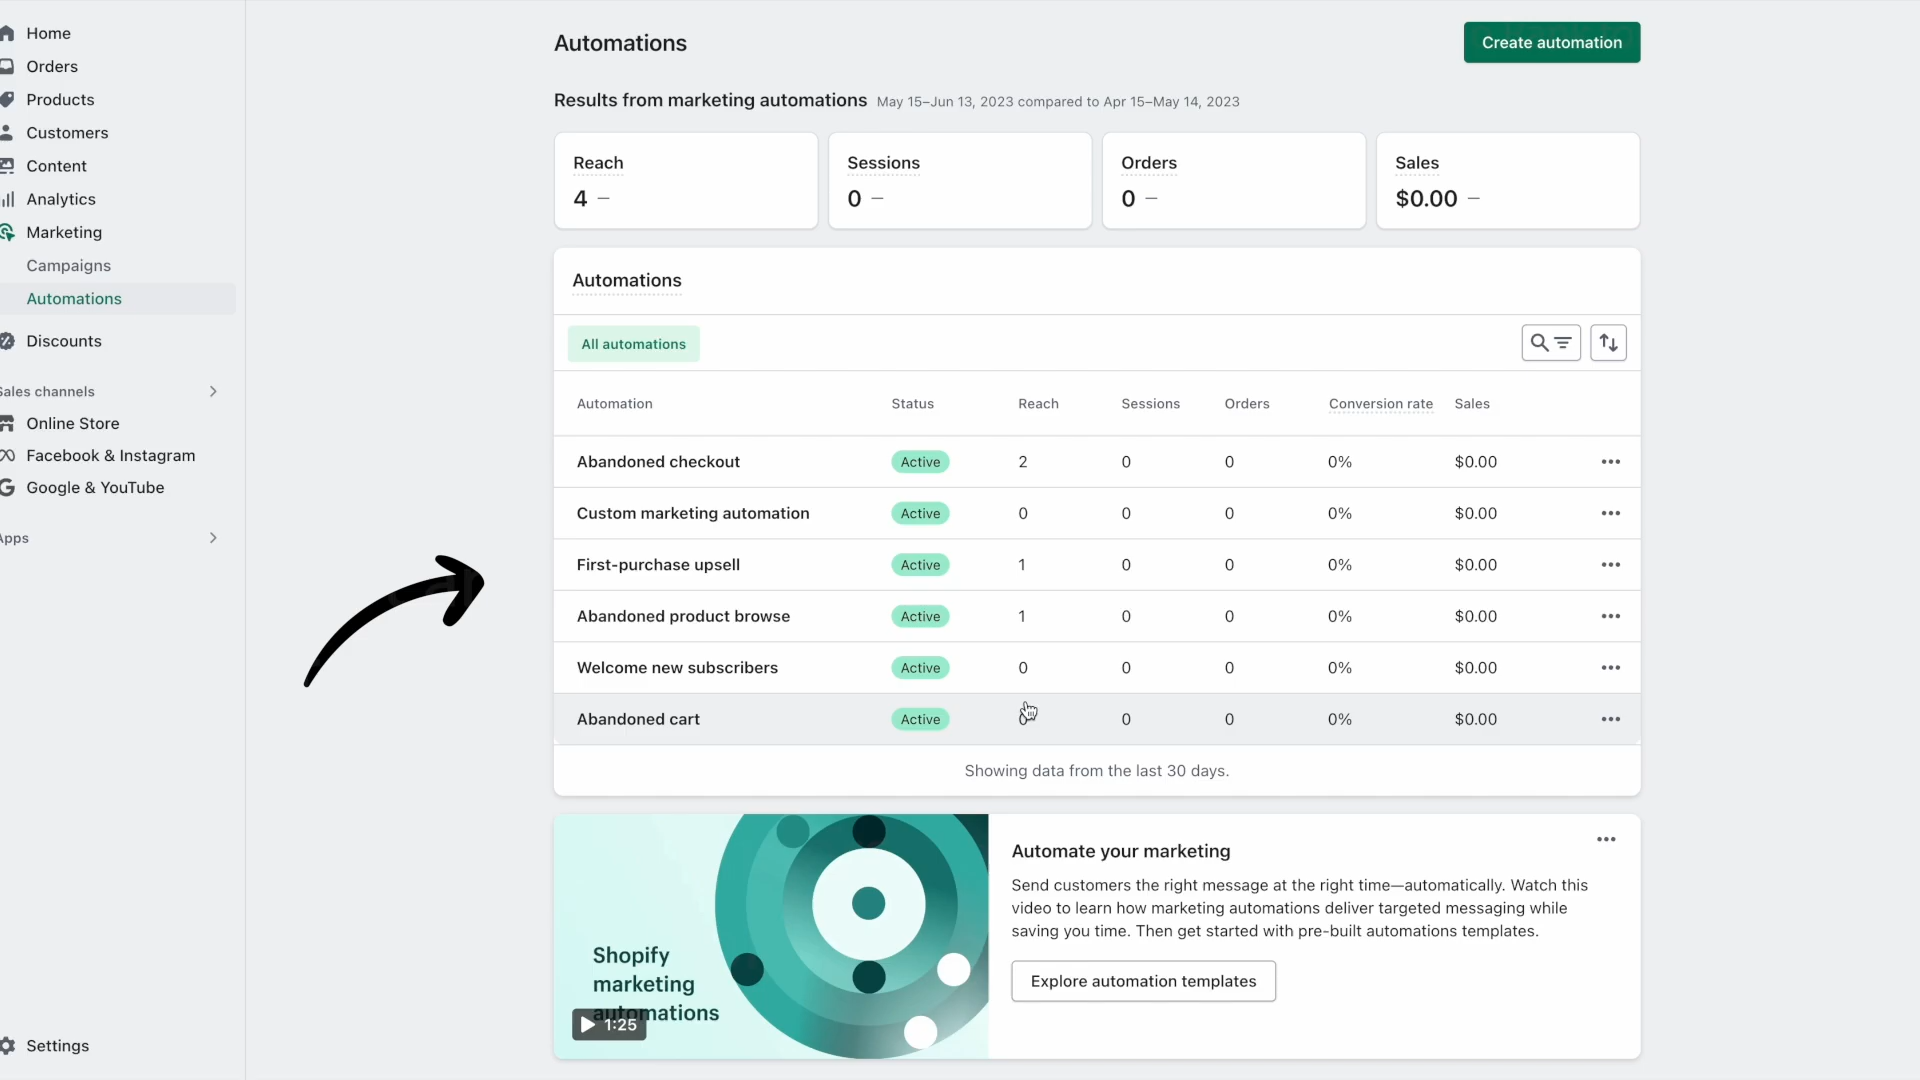 Home
Orders
Products
Customers
Content
Analytics
Marketing
Campaigns
Automations
Discounts
Sales channels
Online Store
Facebook & Instagram
Google & YouTube
Apps
Settings
Automations
Create automation
Results from marketing automations May 15–Jun 13, 2023 compared to Apr 15–May 14, 2023
Reach Sessions Orders Sales
4 – 0 – 0 – $0.00 –
Automations
All automations
Automation Status Reach Sessions Orders Conversion rate Sales
Abandoned checkout Active 2 0 0 0% $0.00
Custom marketing automation Active 0 0 0 0% $0.00
First-purchase upsell Active 1 0 0 0% $0.00
Abandoned product browse Active 1 0 0 0% $0.00
Welcome new subscribers Active 0 0 0 0% $0.00
Abandoned cart Active 0 0 0 0% $0.00
Showing data from the last 30 days.
Shopify
marketing
automations
1:25
Automate your marketing
Send customers the right message at the right time—automatically. Watch this
video to learn how marketing automations deliver targeted messaging while
saving you time. Then get started with pre-built automations templates.
Explore automation templates